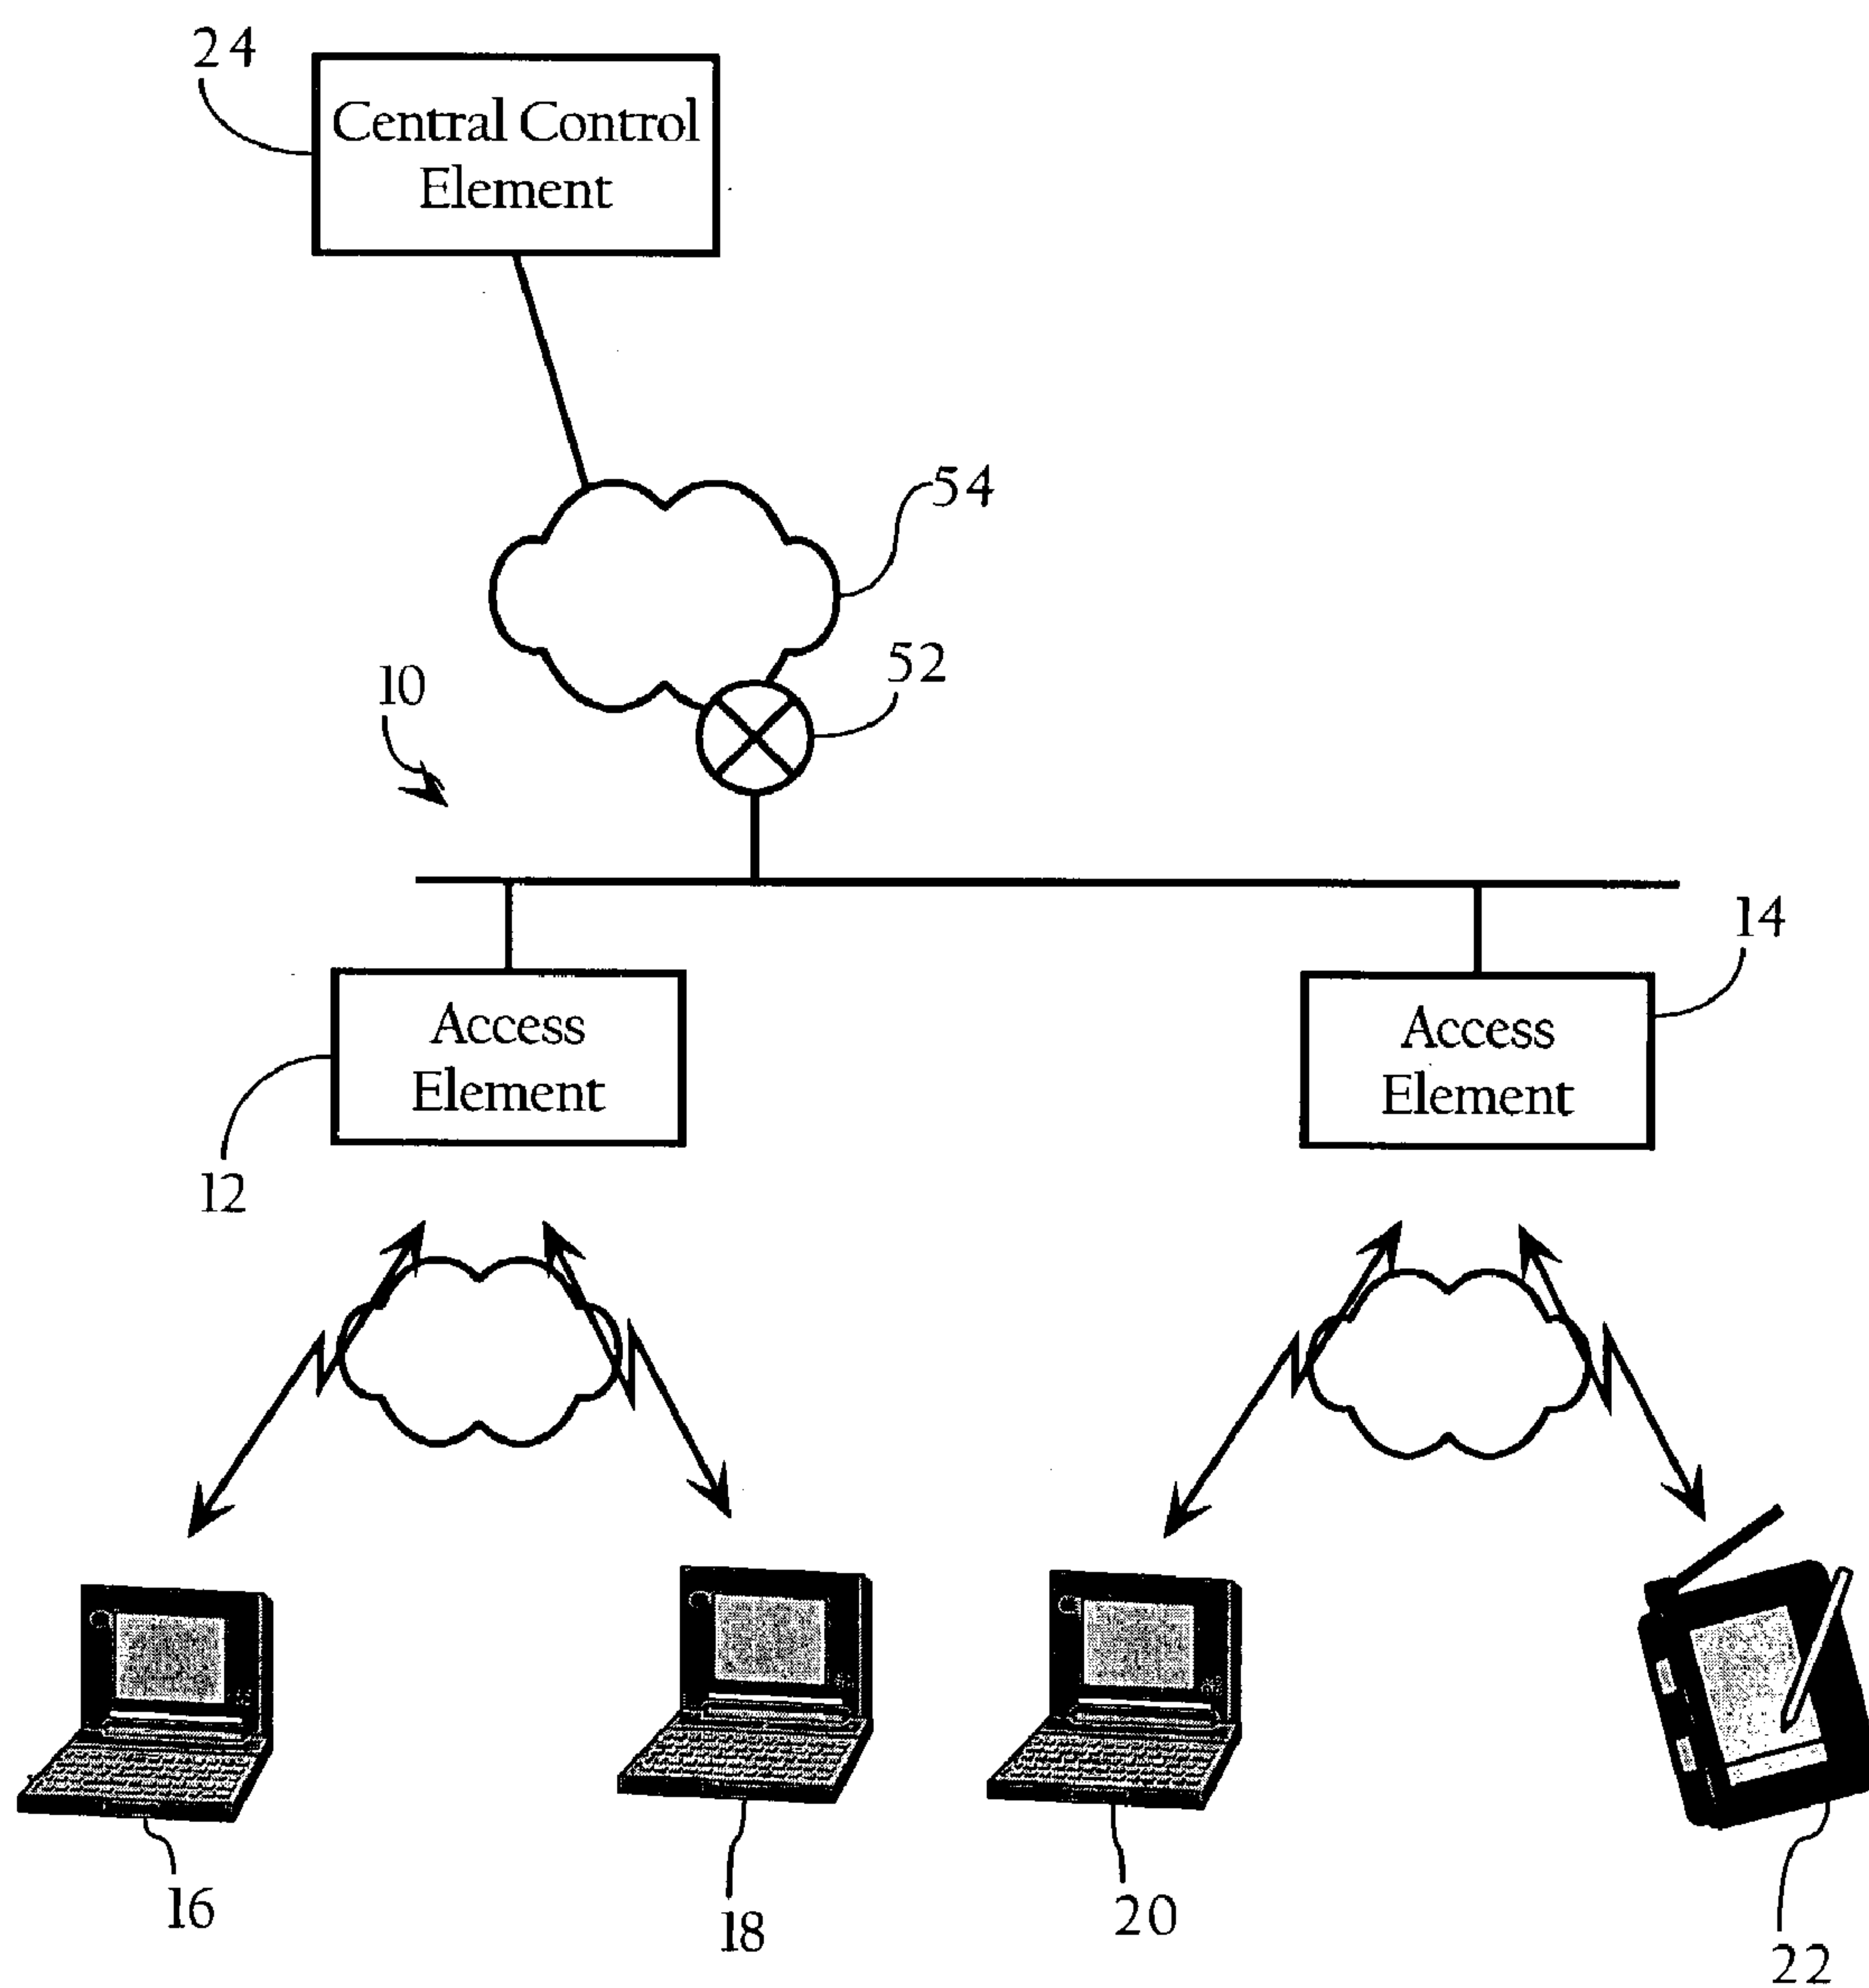 24
Central Control
Element
54
52
10
14
Access
Element
Access
Element
12
16
18
20
22